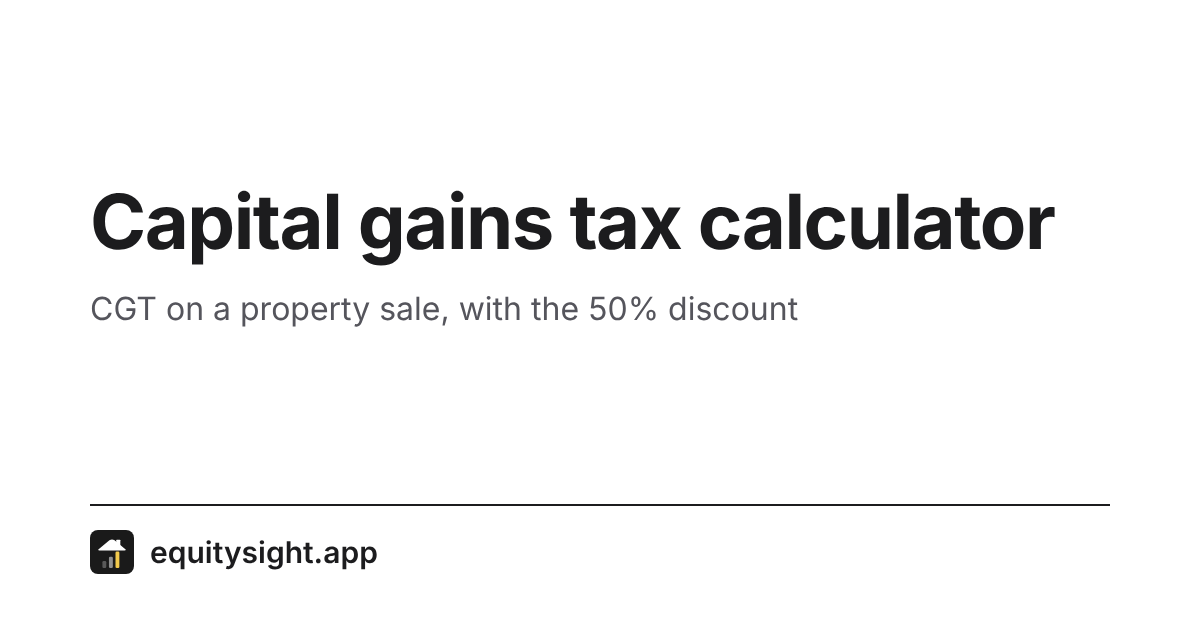 Capital gains tax calculator
CGT on a property sale, with the 50% discount
equitysight.app